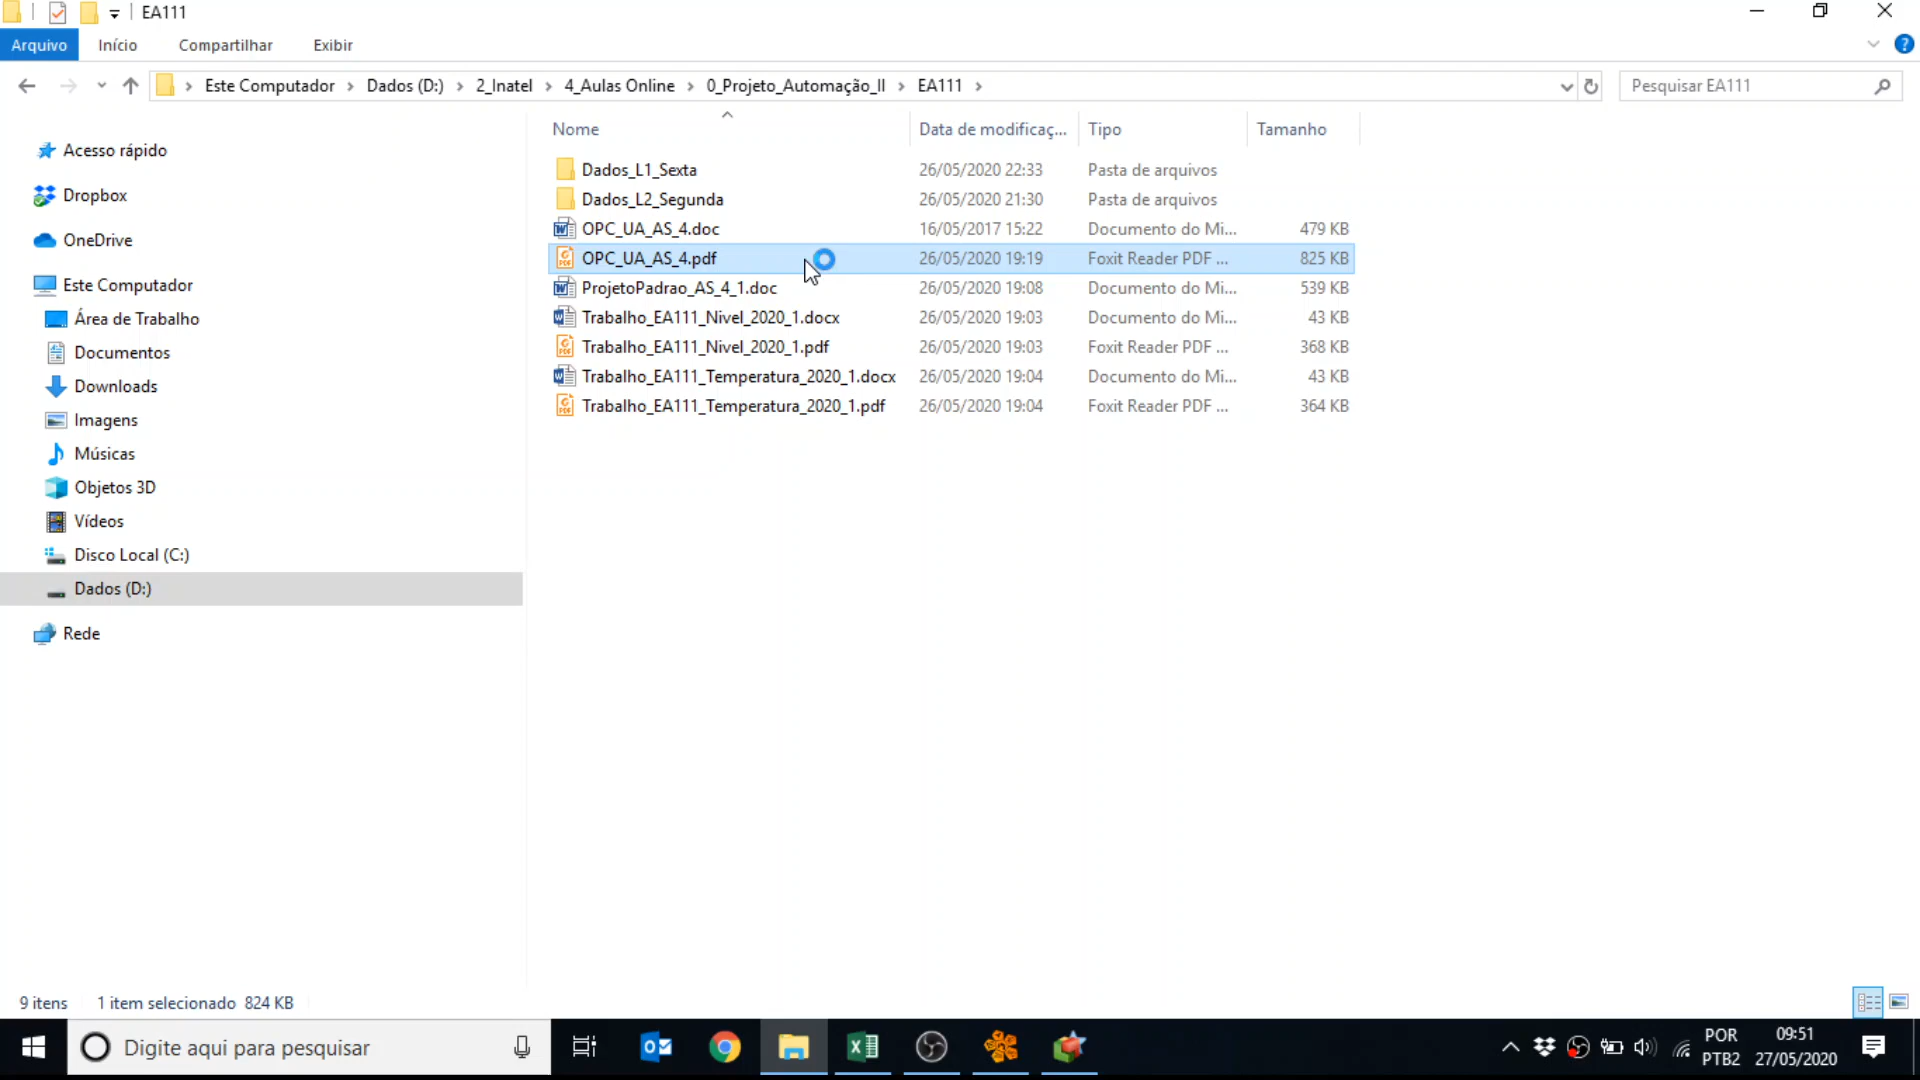 EA111
Arquivo Início Compartilhar Exibir
Este Computador Dados (D:) 2_Inatel 4_Aulas Online 0_Projeto_Automação_II EA111 Pesquisar EA111
Nome Data de modificaç... Tipo Tamanho
Acesso rápido
Dropbox
OneDrive
Este Computador
Área de Trabalho
Documentos
Downloads
Imagens
Músicas
Objetos 3D
Vídeos
Disco Local (C:)
Dados (D:)
Rede
Dados_L1_Sexta 26/05/2020 22:33 Pasta de arquivos
Dados_L2_Segunda 26/05/2020 21:30 Pasta de arquivos
OPC_UA_AS_4.doc 16/05/2017 15:22 Documento do Mi... 479 KB
OPC_UA_AS_4.pdf 26/05/2020 19:19 Foxit Reader PDF ... 825 KB
ProjetoPadrao_AS_4_1.doc 26/05/2020 19:08 Documento do Mi... 539 KB
Trabalho_EA111_Nivel_2020_1.docx 26/05/2020 19:03 Documento do Mi... 43 KB
Trabalho_EA111_Nivel_2020_1.pdf 26/05/2020 19:03 Foxit Reader PDF ... 368 KB
Trabalho_EA111_Temperatura_2020_1.docx 26/05/2020 19:04 Documento do Mi... 43 KB
Trabalho_EA111_Temperatura_2020_1.pdf 26/05/2020 19:04 Foxit Reader PDF ... 364 KB
9 itens 1 item selecionado 824 KB
Digite aqui para pesquisar
POR 09:51
PTB2 27/05/2020